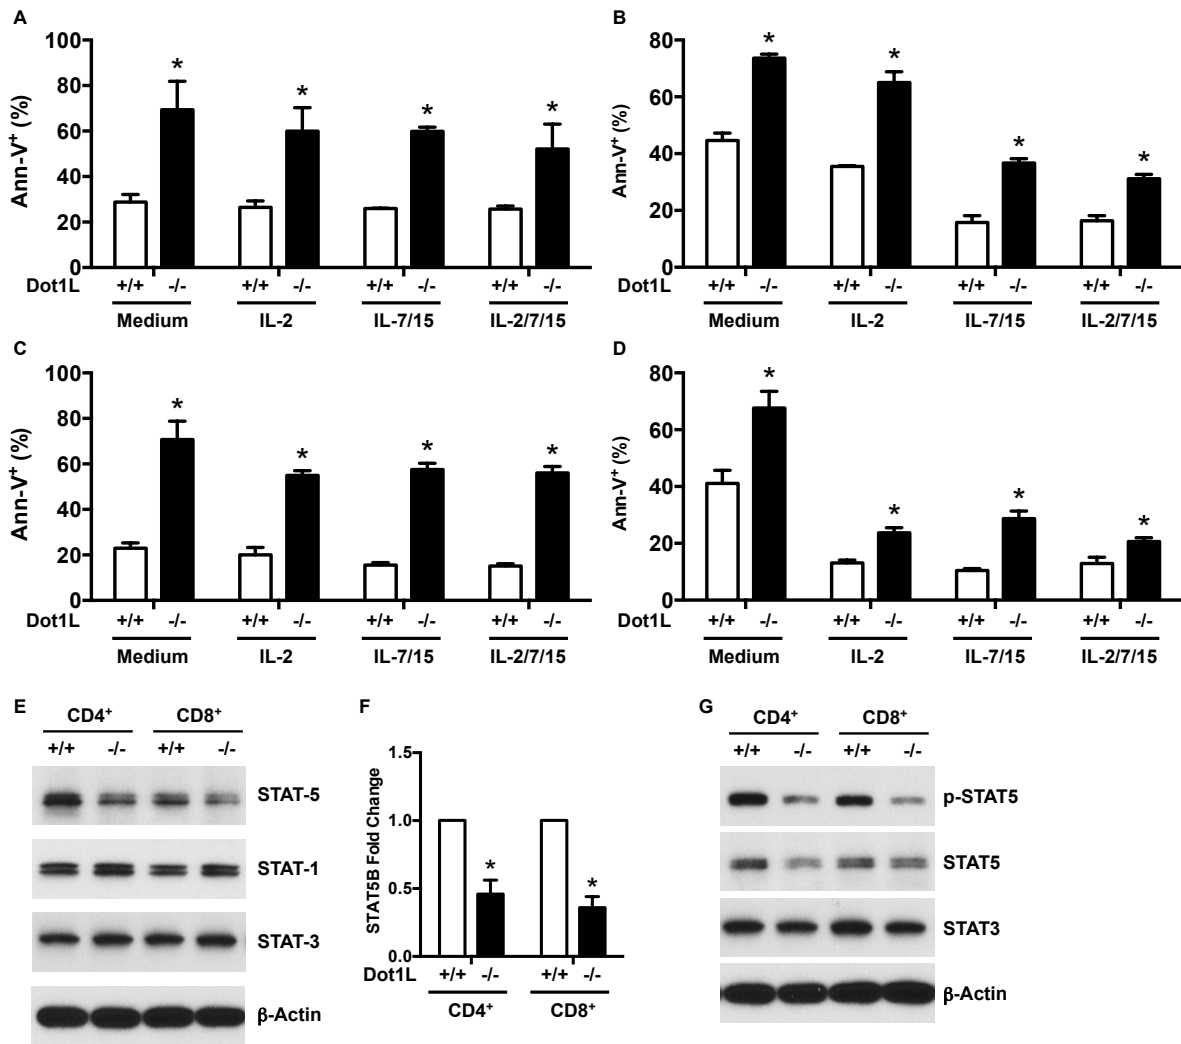 A
Ann-V⁺ (%)
100
80
60
40
20
0
* * * *
Dot1L +/+ -/- +/+ -/- +/+ -/- +/+ -/-
Medium IL-2 IL-7/15 IL-2/7/15
B
Ann-V⁺ (%)
80
60
40
20
0
* * * *
Dot1L +/+ -/- +/+ -/- +/+ -/- +/+ -/-
Medium IL-2 IL-7/15 IL-2/7/15
C
Ann-V⁺ (%)
100
80
60
40
20
0
* * * *
Dot1L +/+ -/- +/+ -/- +/+ -/- +/+ -/-
Medium IL-2 IL-7/15 IL-2/7/15
D
Ann-V⁺ (%)
80
60
40
20
0
* * * *
Dot1L +/+ -/- +/+ -/- +/+ -/- +/+ -/-
Medium IL-2 IL-7/15 IL-2/7/15
E
CD4⁺ CD8⁺
+/+ -/- +/+ -/-
STAT-5
STAT-1
STAT-3
β-Actin
F
STAT5B Fold Change
1.5
1.0
0.5
0.0
* *
Dot1L +/+ -/- +/+ -/-
CD4⁺ CD8⁺
G
CD4⁺ CD8⁺
+/+ -/- +/+ -/-
p-STAT5
STAT5
STAT3
β-Actin